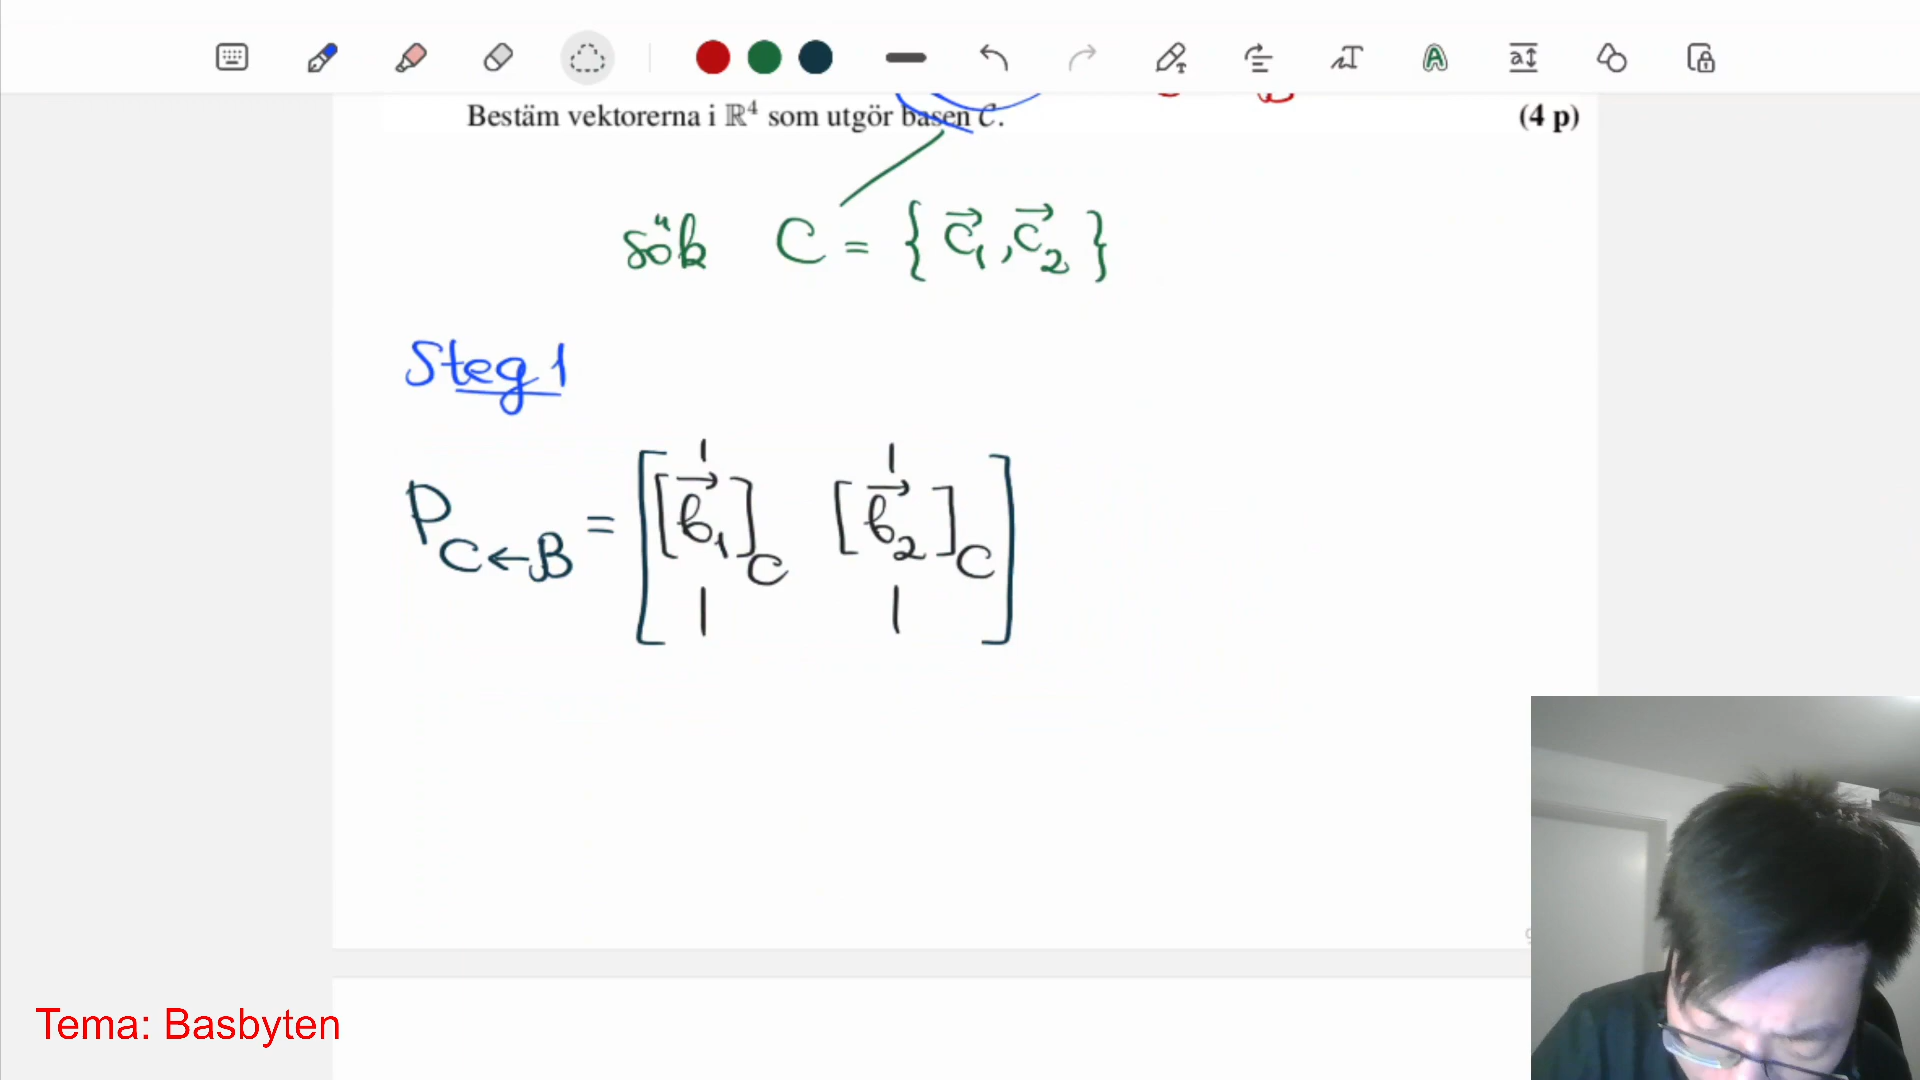 Bestäm vektorerna i ℝ⁴ som utgör basen C. (4 p)
sök C = { c⃗₁, c⃗₂ }
Steg 1
P_{C←B} = [ [b⃗₁]_C [b⃗₂]_C ]
Tema: Basbyten